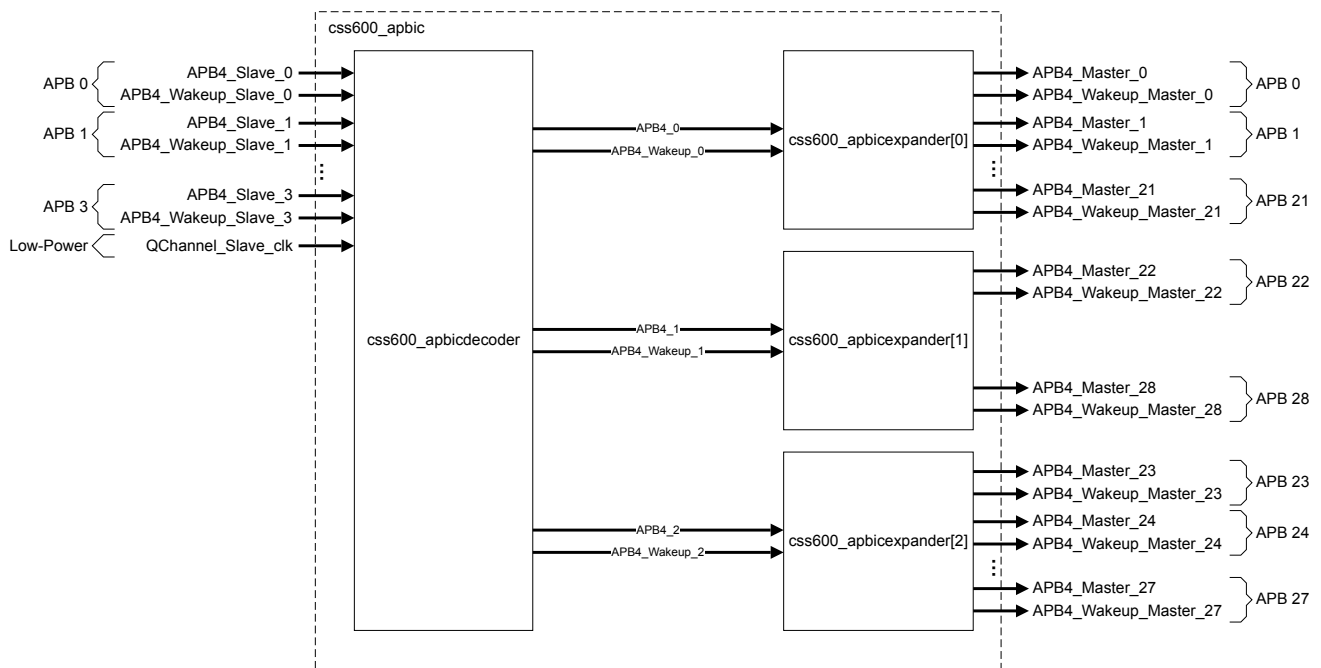 css600_apbic
APB 0
APB4_Slave_0
APB4_Wakeup_Slave_0
APB 1
APB4_Slave_1
APB4_Wakeup_Slave_1
...
APB 3
APB4_Slave_3
APB4_Wakeup_Slave_3
Low-Power
QChannel_Slave_clk
css600_apbicdecoder
APB4_0
APB4_Wakeup_0
APB4_1
APB4_Wakeup_1
APB4_2
APB4_Wakeup_2
css600_apbicexpander[0]
css600_apbicexpander[1]
css600_apbicexpander[2]
APB4_Master_0
APB4_Wakeup_Master_0
APB 0
APB4_Master_1
APB4_Wakeup_Master_1
APB 1
...
APB4_Master_21
APB4_Wakeup_Master_21
APB 21
APB4_Master_22
APB4_Wakeup_Master_22
APB 22
APB4_Master_28
APB4_Wakeup_Master_28
APB 28
APB4_Master_23
APB4_Wakeup_Master_23
APB 23
APB4_Master_24
APB4_Wakeup_Master_24
APB 24
...
APB4_Master_27
APB4_Wakeup_Master_27
APB 27